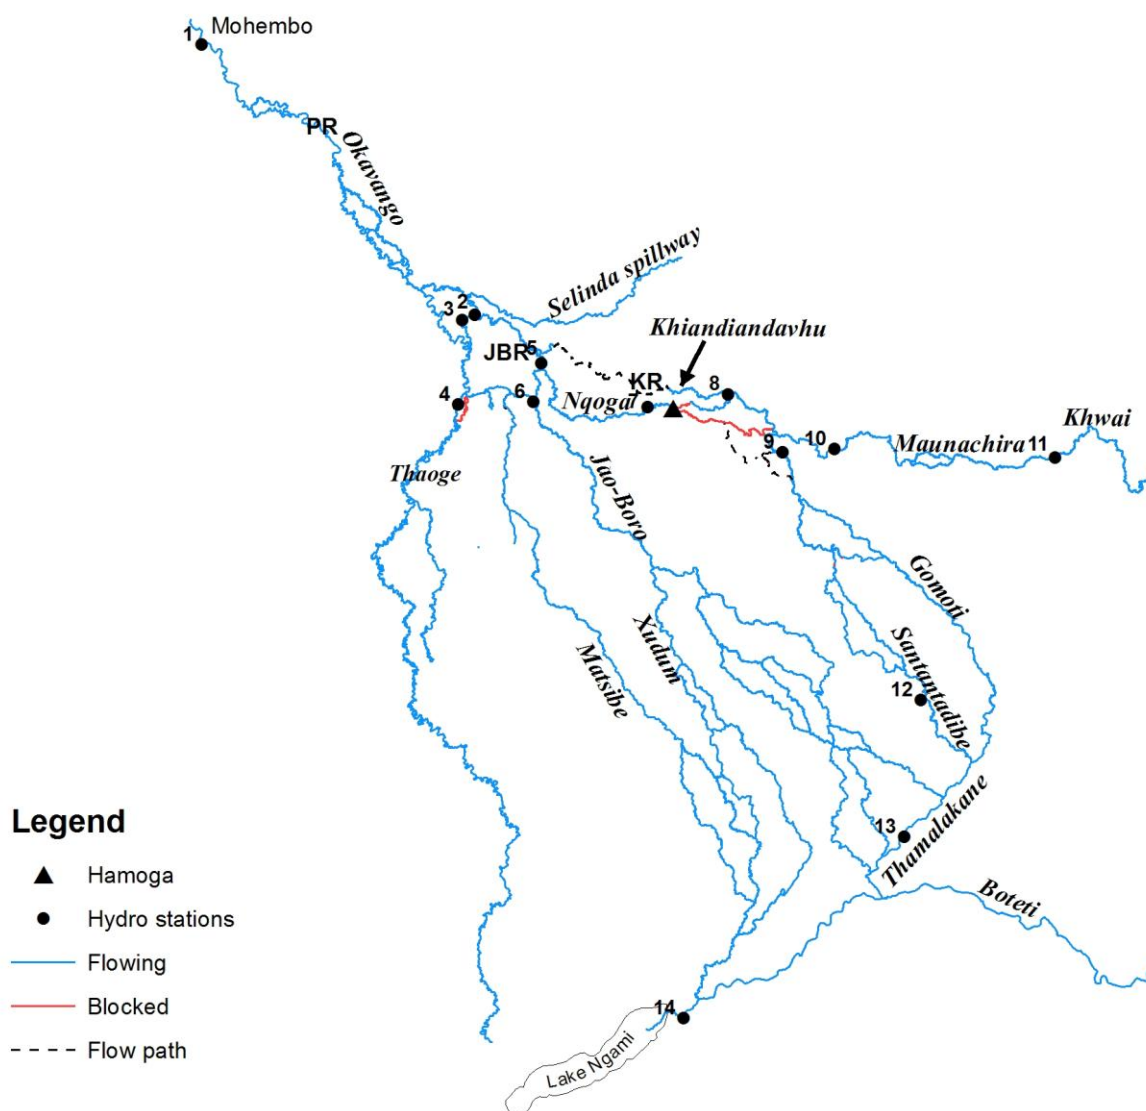 1
Mohembo
PR
Okavango
Selinda spillway
2
3
Khiandiandavhu
JBR
5
KR
8
4
6
Nqoga
7
9
10
Maunachira
11
Khwai
Thaoge
Jao-Boro
Gomoti
Xudum
Matsibe
Santantadibe
12
13
Thamalakane
Boteti
14
Lake Ngami
Legend
Hamoga
Hydro stations
Flowing
Blocked
Flow path